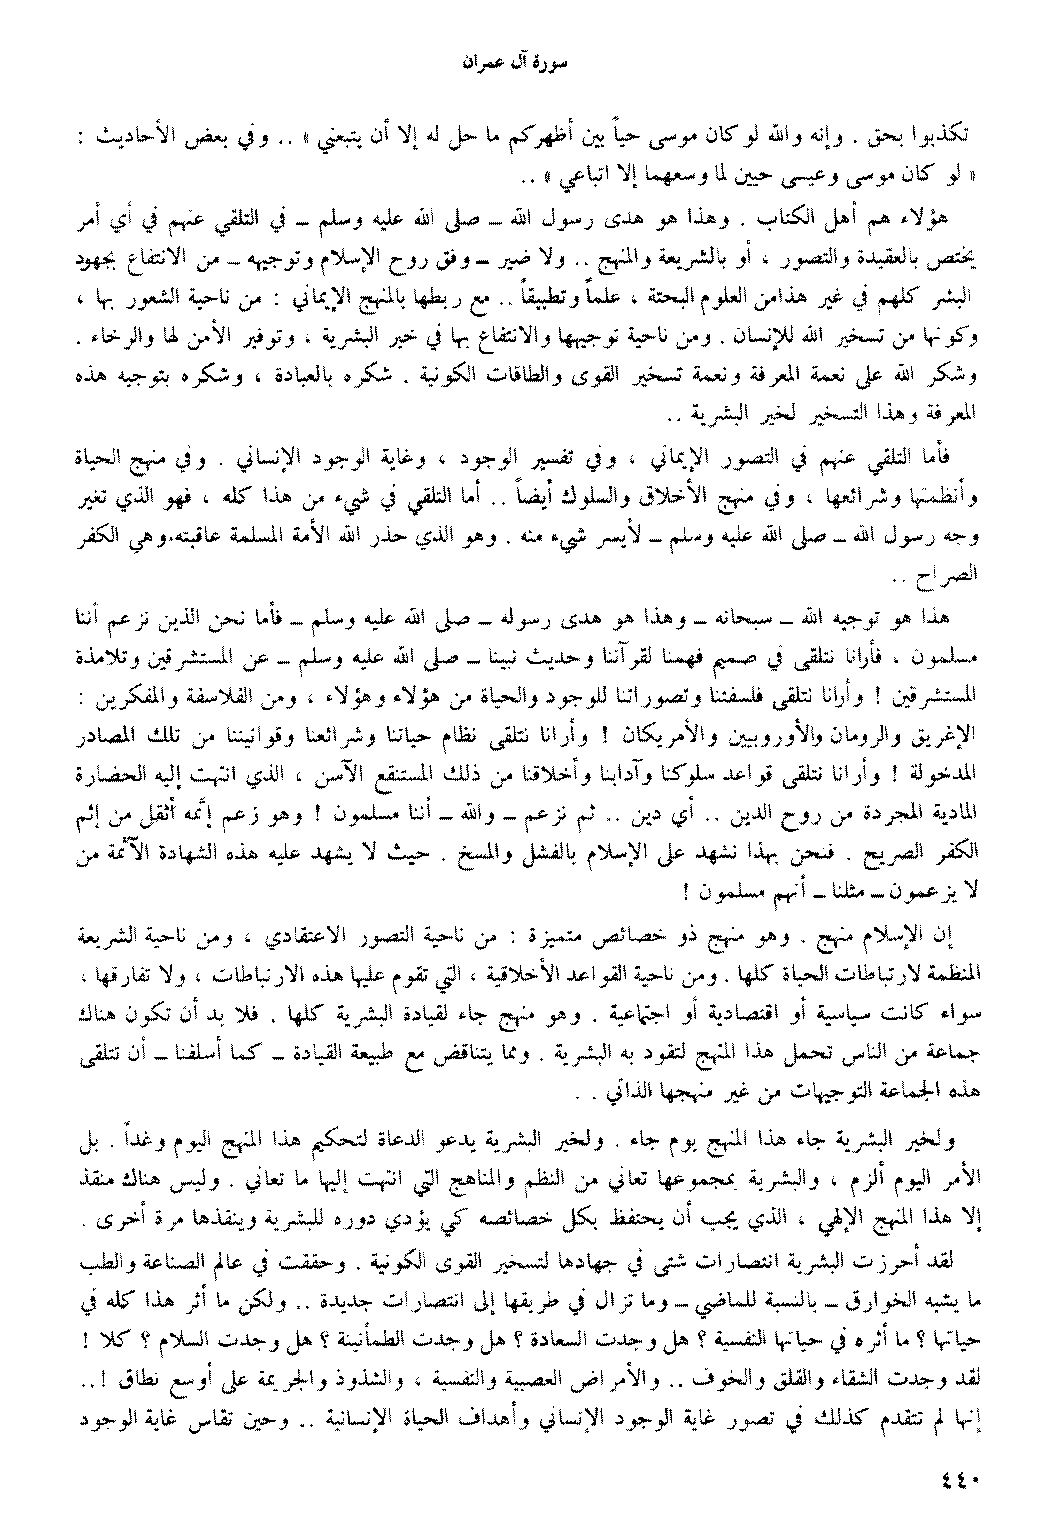 سورة آل عمران
تكذبوا بحق . وإنه والله لو كان موسى حياً بين أظهركم ما حل له إلا أن يتبعني » .. وفي بعض الأحاديث :
« لو كان موسى وعيسى حيين لما وسعهما إلا اتباعي » ..
هؤلاء هم أهل الكتاب . وهذا هو هدى رسول الله – صلى الله عليه وسلم – في التلقي عنهم في أي أمر
يختص بالعقيدة والتصور ، أو بالشريعة والمنهج .. ولا ضير – وفق روح الإسلام وتوجيهه – من الانتفاع بجهود
البشر كلهم في غير هذا من العلوم البحتة ، علماً وتطبيقاً .. مع ربطها بالمنهج الإيماني : من ناحية الشعور بها ،
وكونها من تسخير الله للإنسان . ومن ناحية توجيهها والانتفاع بها في خير البشرية ، وتوفير الأمن لها والرخاء .
وشكر الله على نعمة المعرفة ونعمة تسخير القوى والطاقات الكونية . شكره بالعبادة ، وشكره بتوجيه هذه
المعرفة وهذا التسخير لخير البشرية ..
فأما التلقي عنهم في التصور الإيماني ، وفي تفسير الوجود ، وغاية الوجود الإنساني . وفي منهج الحياة
وأنظمتها وشرائعها ، وفي منهج الأخلاق والسلوك أيضاً .. أما التلقي في شيء من هذا كله ، فهو الذي تغير
وجه رسول الله – صلى الله عليه وسلم – لأيسر شيء منه . وهو الذي حذر الله الأمة المسلمة عاقبته.وهي الكفر
الصراح ..
هذا هو توجيه الله – سبحانه – وهذا هو هدى رسوله – صلى الله عليه وسلم – فأما نحن الذين نزعم أننا
مسلمون ، فأرانا نتلقى في صميم فهمنا لقرآننا وحديث نبينا – صلى الله عليه وسلم – عن المستشرقين وتلامذة
المستشرقين ! وأرانا نتلقى فلسفتنا وتصوراتنا للوجود والحياة من هؤلاء وهؤلاء ، ومن الفلاسفة والمفكرين :
الإغريق والرومان والأوروبيين والأمريكان ! وأرانا نتلقى نظام حياتنا وشرائعنا وقوانيننا من تلك المصادر
المدخولة ! وأرانا نتلقى قواعد سلوكنا وآدابنا وأخلاقنا من ذلك المستنقع الآسن ، الذي انتهت إليه الحضارة
المادية المجردة من روح الدين .. أي دين .. ثم نزعم – والله – أننا مسلمون ! وهو زعم إثمه أثقل من إثم
الكفر الصريح . فنحن بهذا نشهد على الإسلام بالفشل والمسخ . حيث لا يشهد عليه هذه الشهادة الآثمة من
لا يزعمون – مثلنا – أنهم مسلمون !
إن الإسلام منهج . وهو منهج ذو خصائص متميزة : من ناحية التصور الاعتقادي ، ومن ناحية الشريعة
المنظمة لارتباطات الحياة كلها . ومن ناحية القواعد الأخلاقية ، التي تقوم عليها هذه الارتباطات ، ولا تفارقها ،
سواء كانت سياسية أو اقتصادية أو اجتماعية . وهو منهج جاء لقيادة البشرية كلها . فلا بد أن تكون هناك
جماعة من الناس تحمل هذا المنهج لتقود به البشرية . ومما يتناقض مع طبيعة القيادة – كما أسلفنا – أن تتلقى
هذه الجماعة التوجيهات من غير منهجها الذاتي . .
ولخير البشرية جاء هذا المنهج يوم جاء . ولخير البشرية يدعو الدعاة لتحكيم هذا المنهج اليوم وغداً . بل
الأمر اليوم ألزم ، والبشرية بمجموعها تعاني من النظم والمناهج التي انتهت إليها ما تعاني . وليس هناك منقذ
إلا هذا المنهج الإلهي ، الذي يجب أن يحتفظ بكل خصائصه كي يؤدي دوره للبشرية وينقذها مرة أخرى .
لقد أحرزت البشرية انتصارات شتى في جهادها لتسخير القوى الكونية . وحققت في عالم الصناعة والطب
ما يشبه الخوارق – بالنسبة للماضي – وما تزال في طريقها إلى انتصارات جديدة .. ولكن ما أثر هذا كله في
حياتها ؟ ما أثره في حياتها النفسية ؟ هل وجدت السعادة ؟ هل وجدت الطمأنينة ؟ هل وجدت السلام ؟ كلا !
لقد وجدت الشقاء والقلق والخوف .. والأمراض العصبية والنفسية ، والشذوذ والجريمة على أوسع نطاق !..
إنها لم تتقدم كذلك في تصور غاية الوجود الإنساني وأهداف الحياة الإنسانية .. وحين تقاس غاية الوجود
٤٤٠